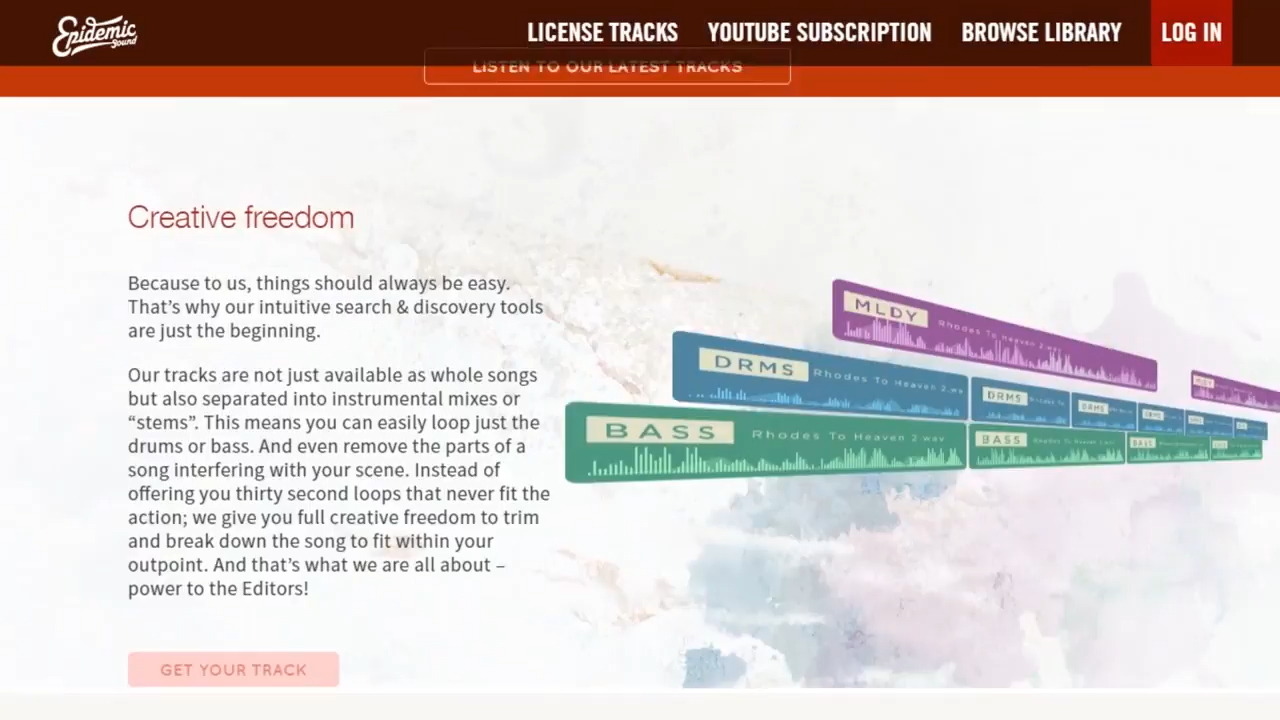 Epidemic
Sound
LICENSE TRACKS
YOUTUBE SUBSCRIPTION
BROWSE LIBRARY
LOG IN
LISTEN TO OUR LATEST TRACKS
Creative freedom
Because to us, things should always be easy.
That’s why our intuitive search & discovery tools
are just the beginning.
Our tracks are not just available as whole songs
but also separated into instrumental mixes or
“stems”. This means you can easily loop just the
drums or bass. And even remove the parts of a
song interfering with your scene. Instead of
offering you thirty second loops that never fit the
action; we give you full creative freedom to trim
and break down the song to fit within your
outpoint. And that’s what we are all about –
power to the Editors!
GET YOUR TRACK
MLDY Rhodes To Heaven 2.wav
MLDY
DRMS Rhodes To Heaven 2.wa
DRMS
DRMS
DRMS
BASS Rhodes To Heaven 2 wav
BASS Rhodes To Heaven 2.wav
BASS